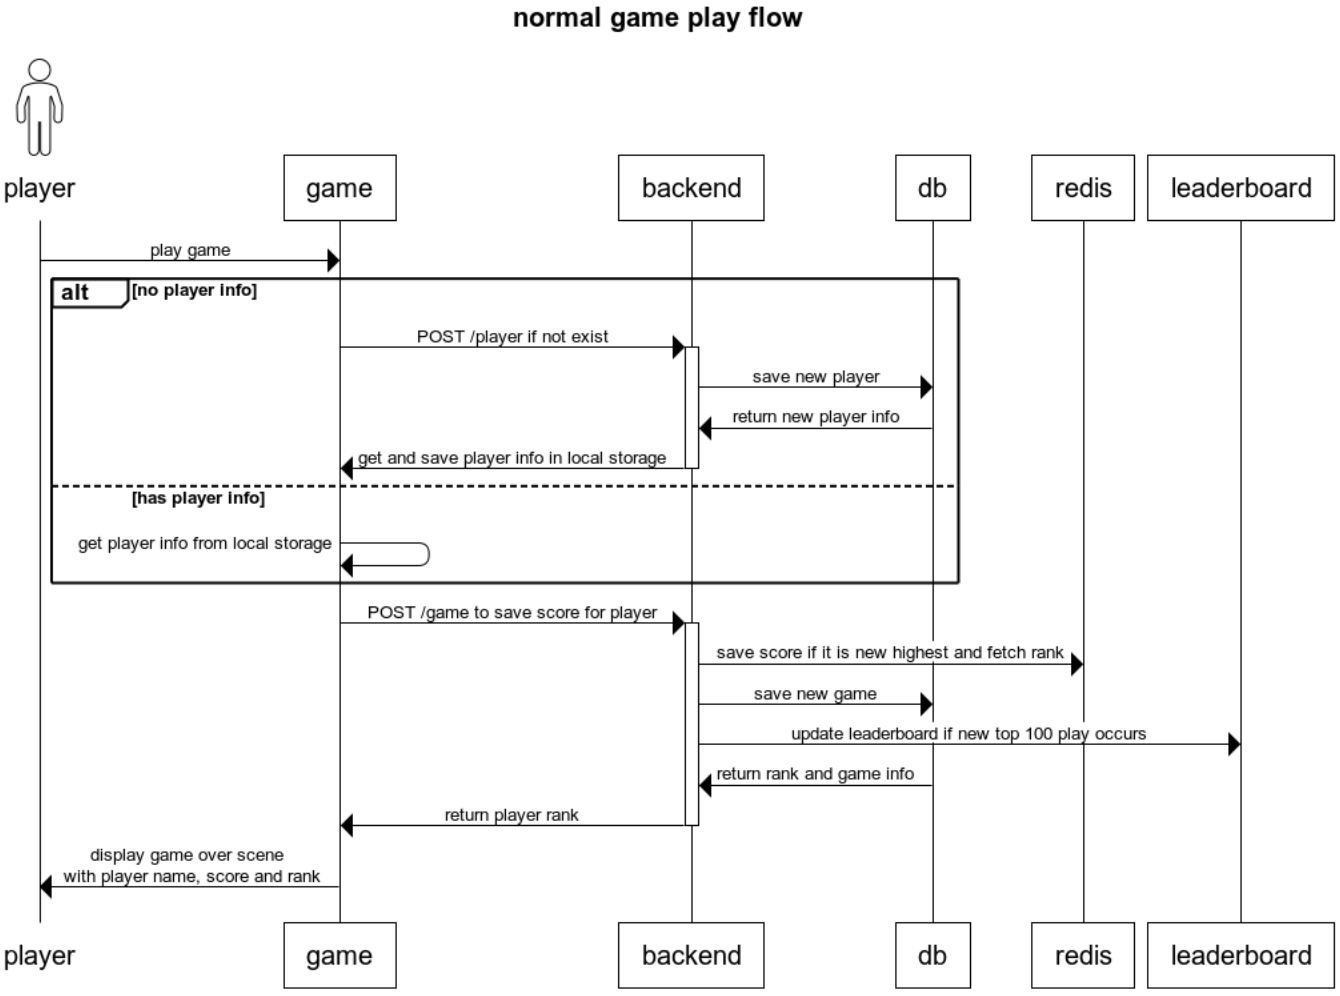 normal game play flow
player
game
backend
db
redis
leaderboard
play game
alt
[no player info]
POST /player if not exist
save new player
return new player info
get and save player info in local storage
[has player info]
get player info from local storage
POST /game to save score for player
save score if it is new highest and fetch rank
save new game
update leaderboard if new top 100 play occurs
return rank and game info
return player rank
display game over scene
with player name, score and rank
player
game
backend
db
redis
leaderboard